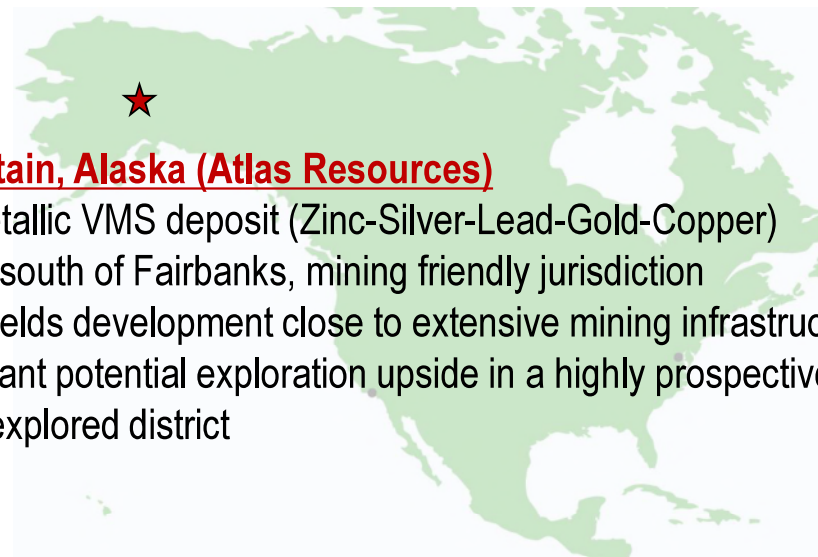 tain, Alaska (Atlas Resources)
tallic VMS deposit (Zinc-Silver-Lead-Gold-Copper)
south of Fairbanks, mining friendly jurisdiction
elds development close to extensive mining infrastruc
ant potential exploration upside in a highly prospective
explored district